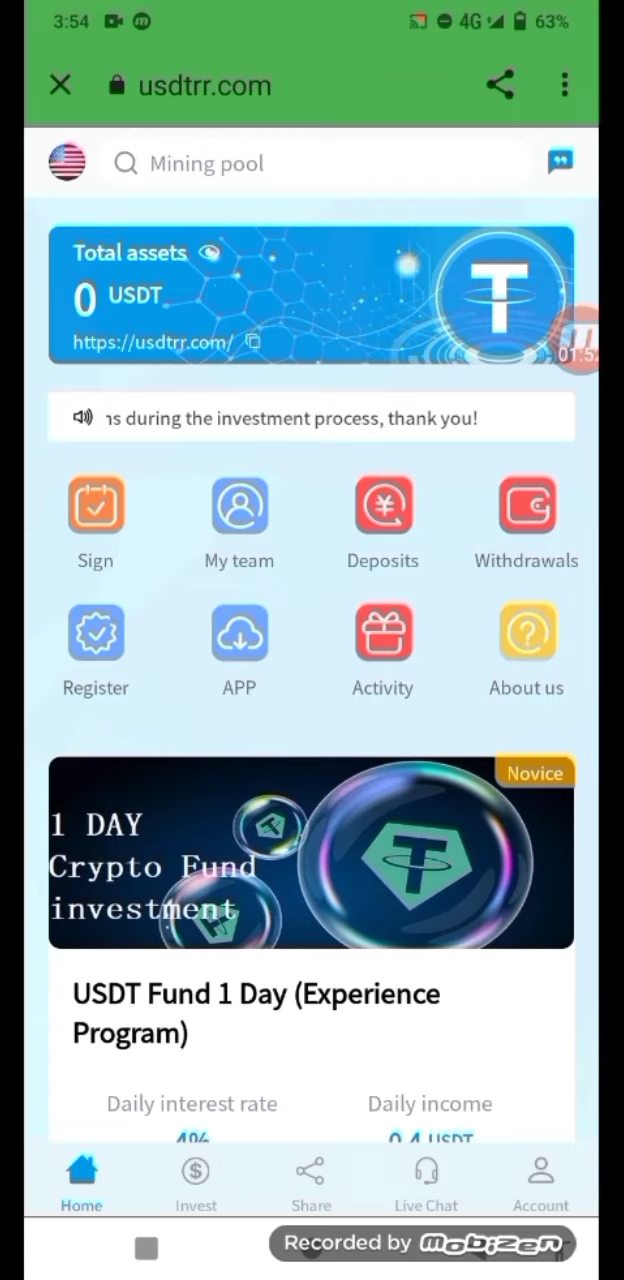 3:54
4G 63%
usdtrr.com
Mining pool
Total assets
0 USDT
https://usdtrr.com/
01:5
ns during the investment process, thank you!
Sign My team Deposits Withdrawals
Register APP Activity About us
Novice
1 DAY
Crypto Fund
investment
USDT Fund 1 Day (Experience
Program)
Daily interest rate Daily income
4% 0.4 USDT
Home Invest Share Live Chat Account
Recorded by mobizen